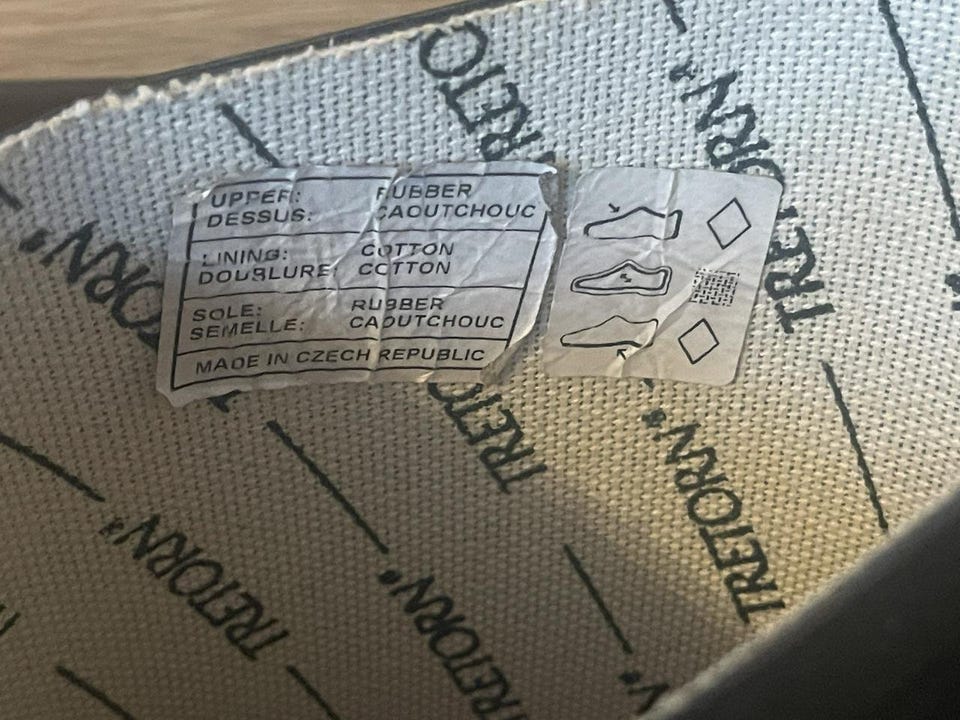 UPPER: RUBBER
DESSUS: CAOUTCHOUC
LINING: COTTON
DOUBLURE: COTTON
SOLE: RUBBER
SEMELLE: CAOUTCHOUC
MADE IN CZECH REPUBLIC
TRETO
TRETORN®
TRETORN®
TRETORN®
TRETORN®
TRETORN®